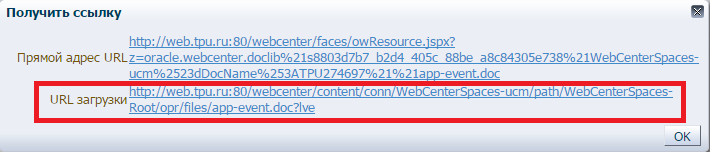 Получить ссылку
Прямой адрес URL
http://web.tpu.ru:80/webcenter/faces/owResource.jspx?
z=oracle.webcenter.doclib%21s8803d7b7_b2d4_405c_88be_a8c84305e738%21WebCenterSpaces-
ucm%2523dDocName%253ATPU274697%21%21app-event.doc
URL загрузки
http://web.tpu.ru:80/webcenter/content/conn/WebCenterSpaces-ucm/path/WebCenterSpaces-
Root/opr/files/app-event.doc?lve
OK